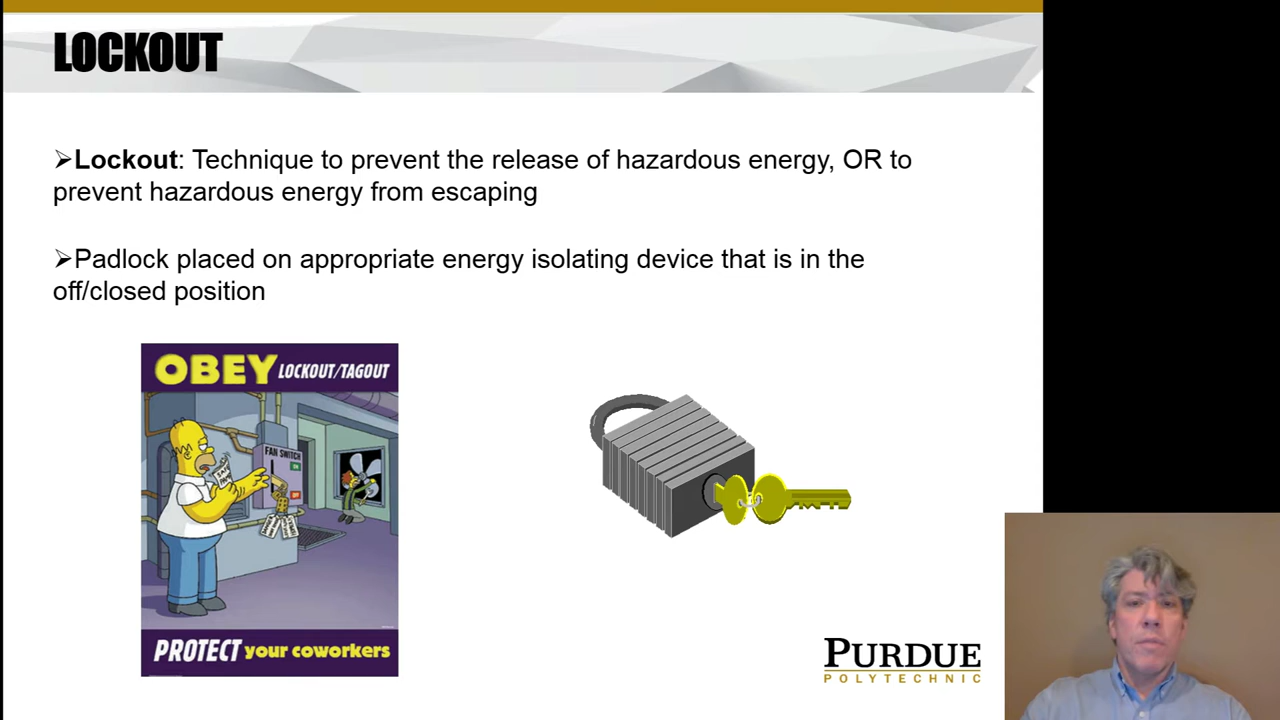 LOCKOUT
➢Lockout: Technique to prevent the release of hazardous energy, OR to
prevent hazardous energy from escaping
➢Padlock placed on appropriate energy isolating device that is in the
off/closed position
OBEY LOCKOUT/TAGOUT
FAN SWITCH
PROTECT your coworkers
PURDUE
POLYTECHNIC